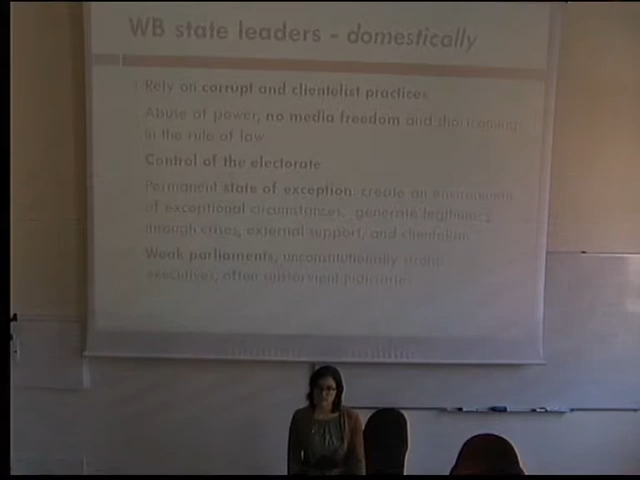 WB state leaders - domestically
Rely on corrupt and clientelist practices
Abuse of power, no media freedom and shortcomings
in the rule of law
Control of the electorate
Permanent state of exception: create an environment
of exceptional circumstances, generate legitimacy
through crises, external support, and clientelism
Weak parliaments, unconstitutionally strong
executives, often subservient judiciaries